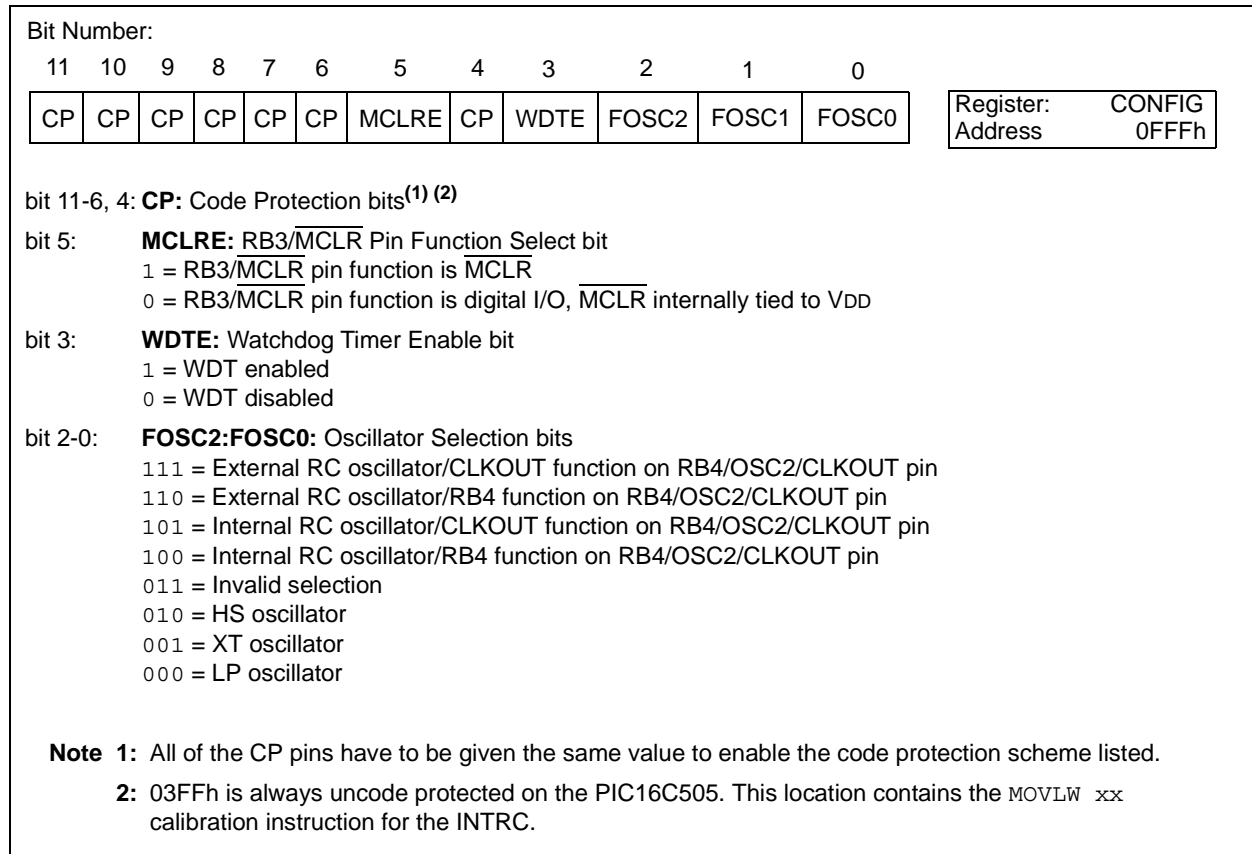 Bit Number:
11 10 9 8 7 6 5 4 3 2 1 0
CP CP CP CP CP CP MCLRE CP WDTE FOSC2 FOSC1 FOSC0
Register: CONFIG
Address 0FFFh
bit 11-6, 4: CP: Code Protection bits(1) (2)
bit 5: MCLRE: RB3/MCLR Pin Function Select bit
1 = RB3/MCLR pin function is MCLR
0 = RB3/MCLR pin function is digital I/O, MCLR internally tied to VDD
bit 3: WDTE: Watchdog Timer Enable bit
1 = WDT enabled
0 = WDT disabled
bit 2-0: FOSC2:FOSC0: Oscillator Selection bits
111 = External RC oscillator/CLKOUT function on RB4/OSC2/CLKOUT pin
110 = External RC oscillator/RB4 function on RB4/OSC2/CLKOUT pin
101 = Internal RC oscillator/CLKOUT function on RB4/OSC2/CLKOUT pin
100 = Internal RC oscillator/RB4 function on RB4/OSC2/CLKOUT pin
011 = Invalid selection
010 = HS oscillator
001 = XT oscillator
000 = LP oscillator
Note 1: All of the CP pins have to be given the same value to enable the code protection scheme listed.
2: 03FFh is always uncode protected on the PIC16C505. This location contains the MOVLW xx
calibration instruction for the INTRC.